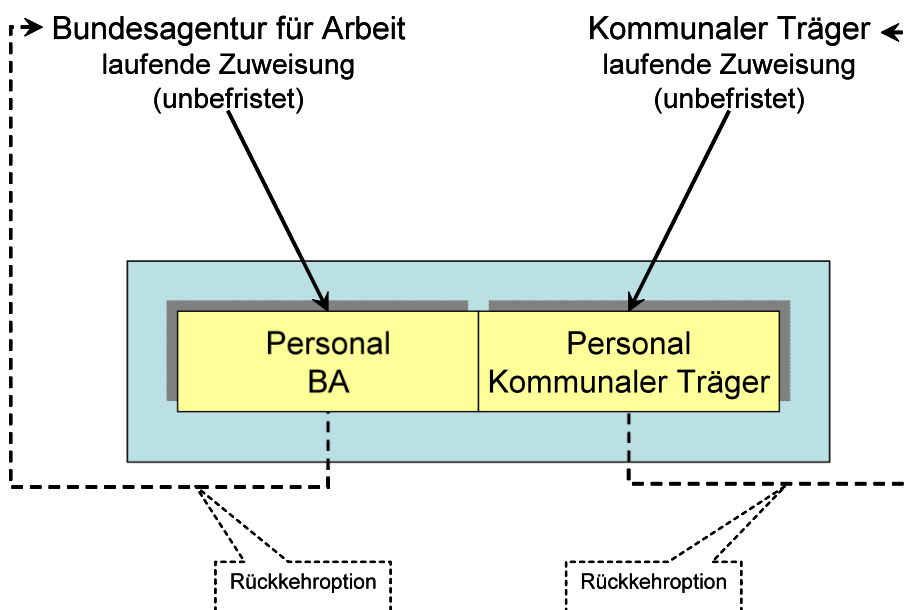 Bundesagentur für Arbeit
laufende Zuweisung
(unbefristet)
Kommunaler Träger
laufende Zuweisung
(unbefristet)
Personal
BA
Personal
Kommunaler Träger
Rückkehroption
Rückkehroption